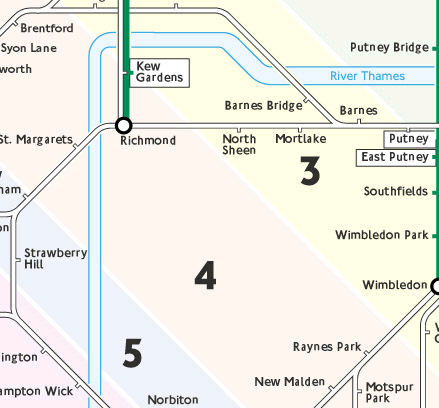 Brentford
Syon Lane
worth
Putney Bridge
Kew
Gardens
River Thames
Barnes Bridge
Barnes
St. Margarets
Richmond
North
Sheen
Mortlake
Putney
East Putney
3
ham
Southfields
on
Wimbledon Park
Strawberry
Hill
4
Wimbledon
5
Raynes Park
ington
New Malden
ampton Wick
Motspur
Park
Norbiton